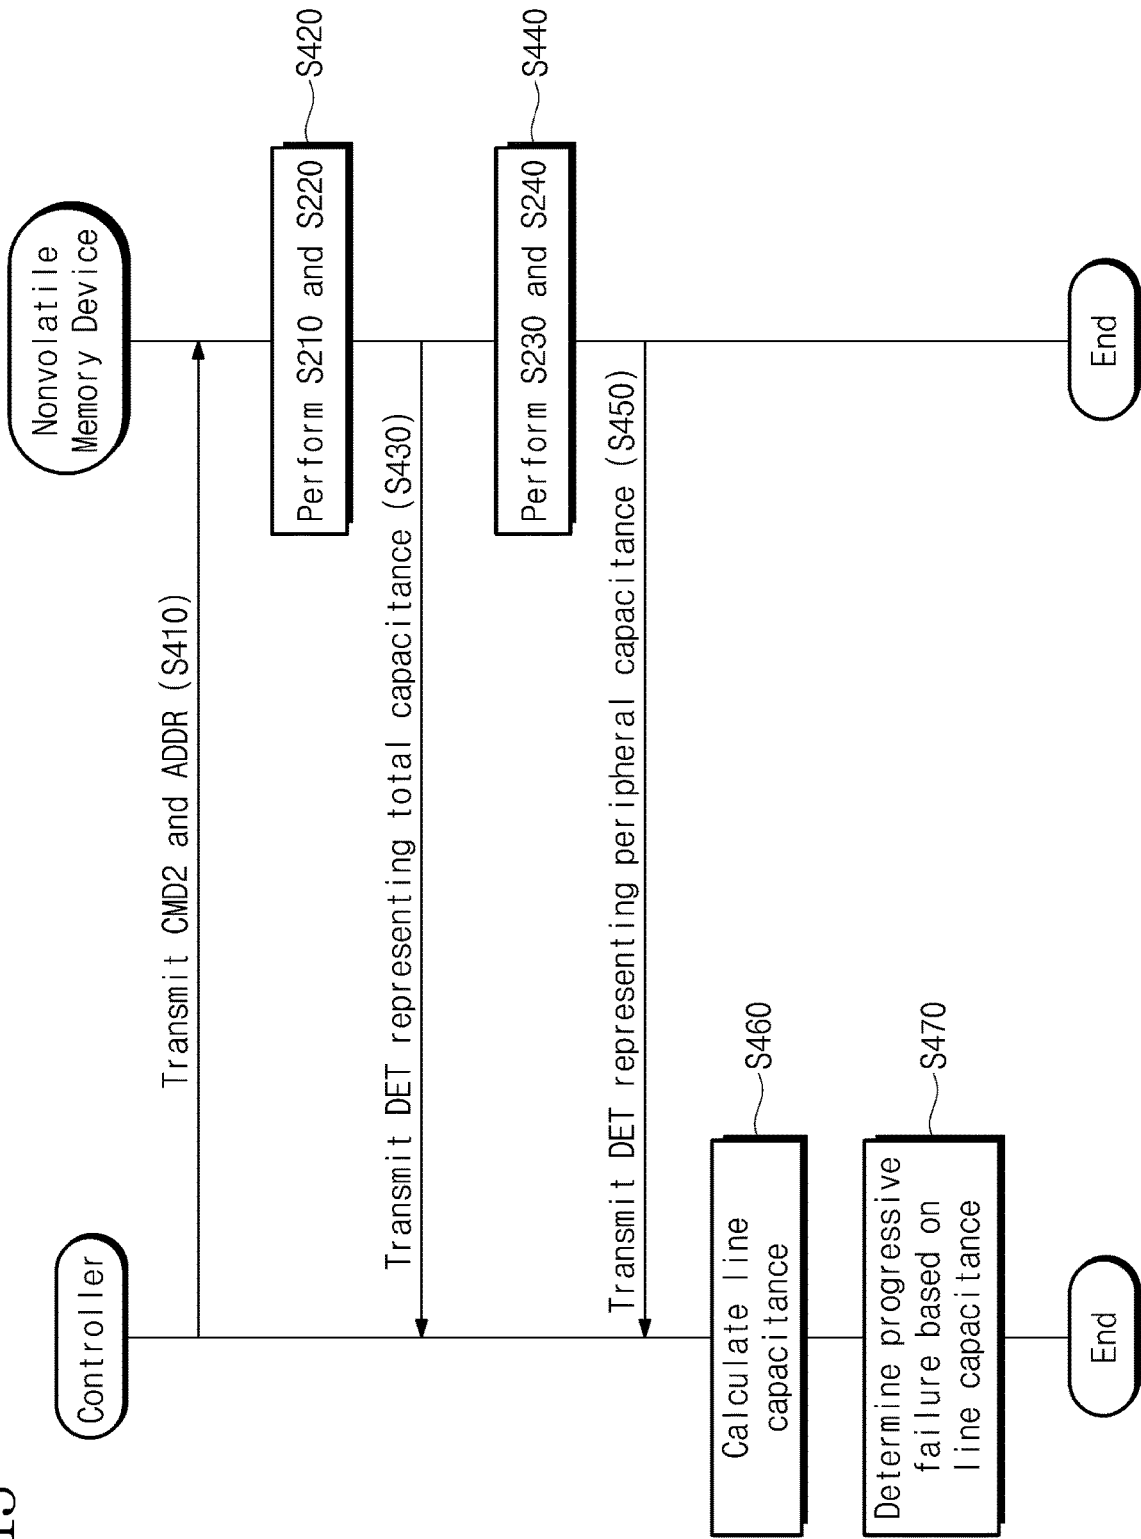 Controller
Nonvolatile
Memory Device
Transmit CMD2 and ADDR (S410)
Perform S210 and S220
S420
Transmit DET representing total capacitance (S430)
Perform S230 and S240
S440
Transmit DET representing peripheral capacitance (S450)
Calculate line
capacitance
S460
Determine progressive
failure based on
line capacitance
S470
End
End